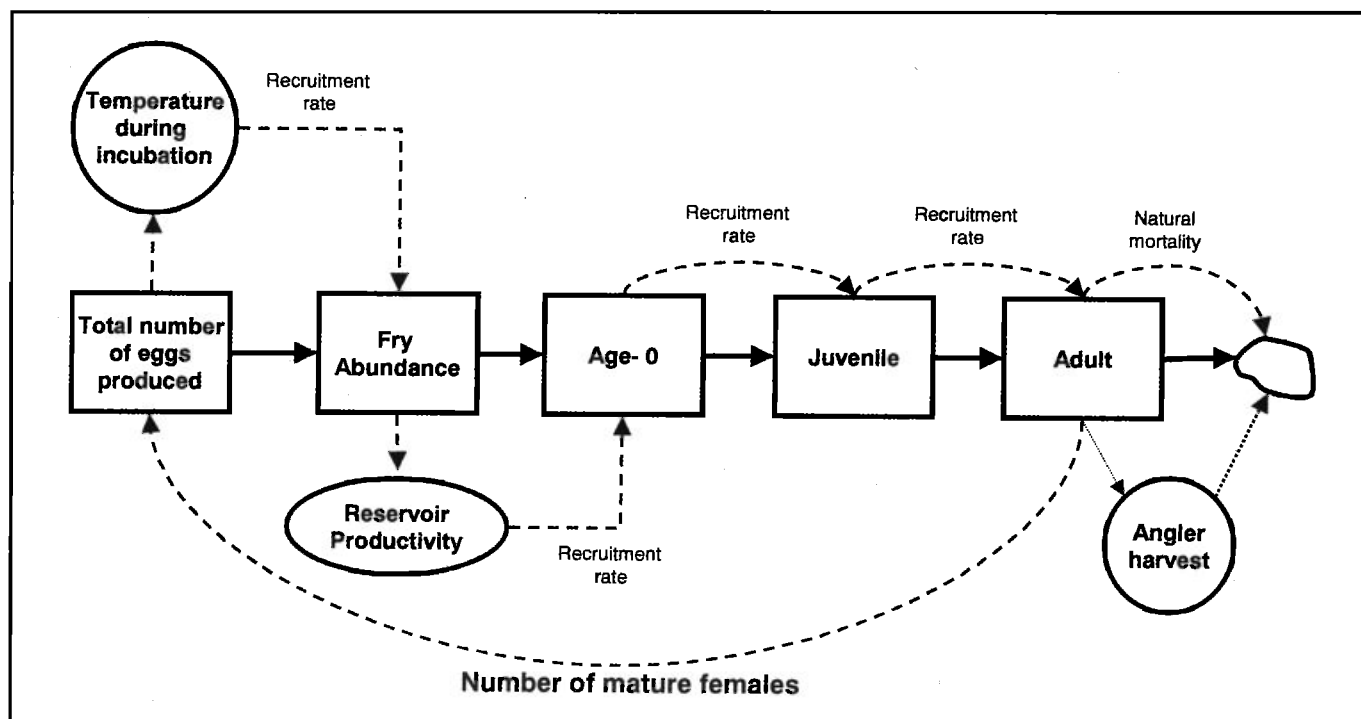 Temperature
during
incubation
Recruitment
rate
Recruitment
rate
Recruitment
rate
Natural
mortality
Total number
of eggs
produced
Fry
Abundance
Age- 0
Juvenile
Adult
Reservoir
Productivity
Recruitment
rate
Angler
harvest
Number of mature females